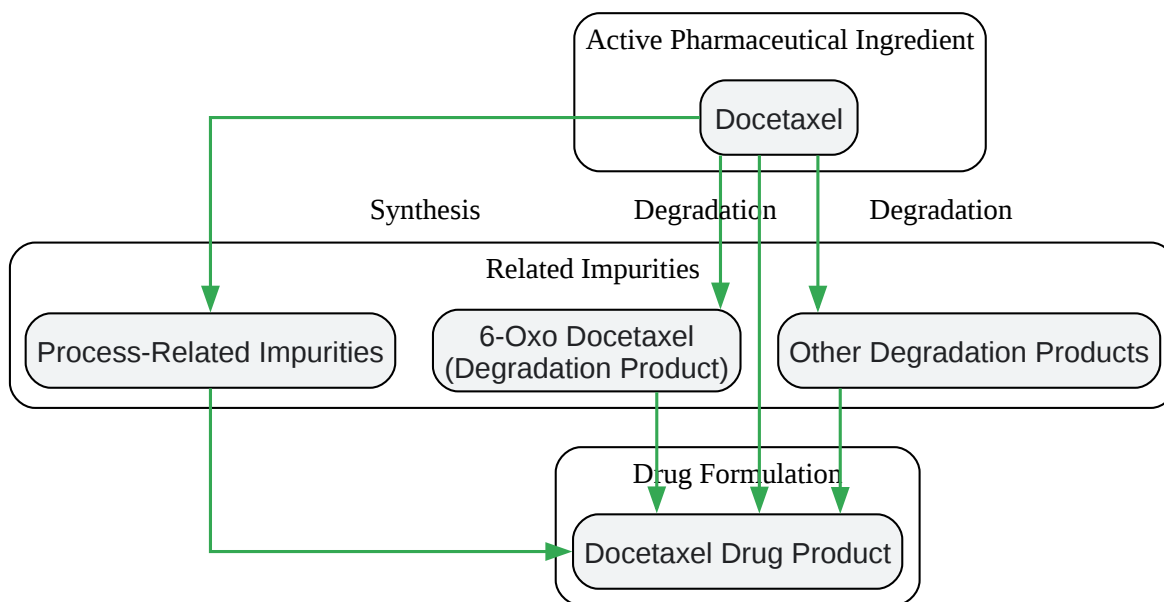 Active Pharmaceutical Ingredient
Docetaxel
Synthesis
Degradation
Degradation
Related Impurities
Process-Related Impurities
6-Oxo Docetaxel
(Degradation Product)
Other Degradation Products
Drug Formulation
Docetaxel Drug Product